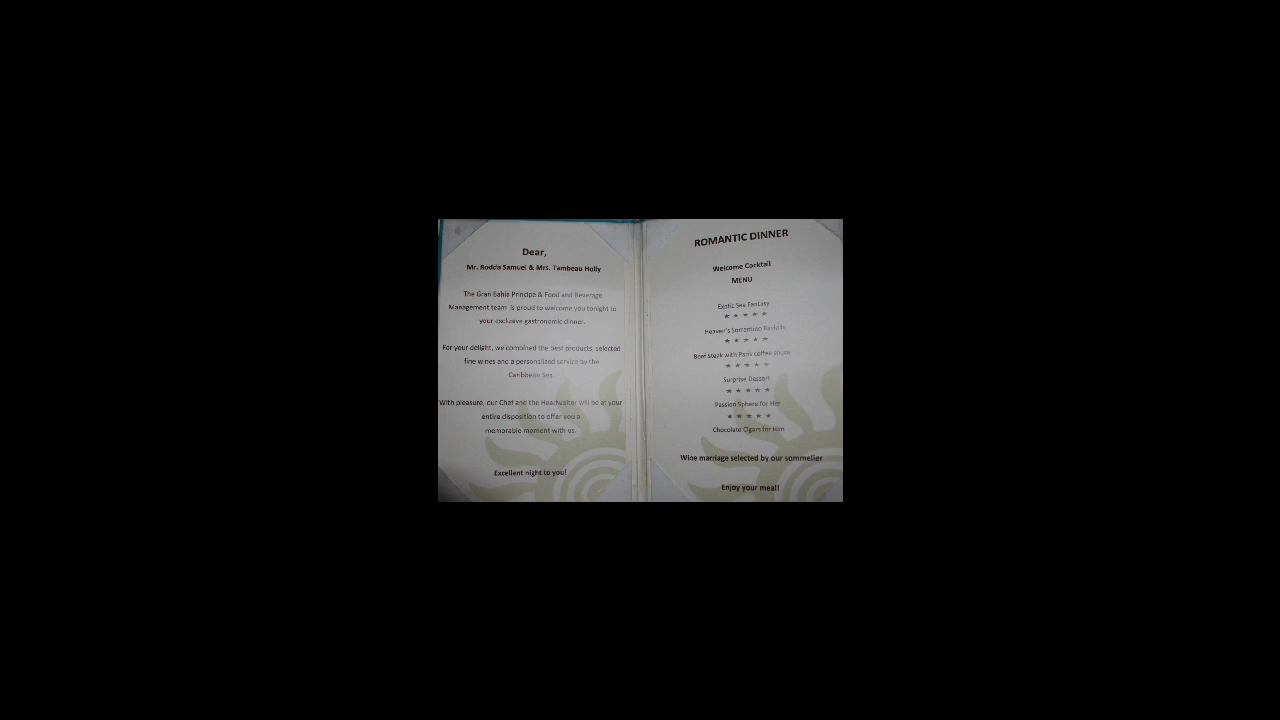 Dear,
Mr. Rodda Samuel & Mrs. Tambeau Holly
The Gran Bahia Principe & Food and Beverage
Management team is proud to welcome you tonight to
your exclusive gastronomic dinner.
For your delight, we combined the best products, selected
fine wines and a personalized service by the
Caribbean Sea.
With pleasure, our Chef and the Headwaiter will be at your
entire disposition to offer you a
memorable moment with us.
Excellent night to you!
ROMANTIC DINNER
Welcome Cocktail
MENU
Exotic Sea Fantasy
★ ★ ★ ★ ★
Heaven's Sorrentino Raviolis
★ ★ ★ ★ ★
Beef Steak with Paris coffee sauce
★ ★ ★ ★ ★
Surprise Dessert
★ ★ ★ ★ ★
Passion Sphere for Her
★ ★ ★ ★ ★
Chocolate Cigars for Him
Wine marriage selected by our sommelier
Enjoy your meal!